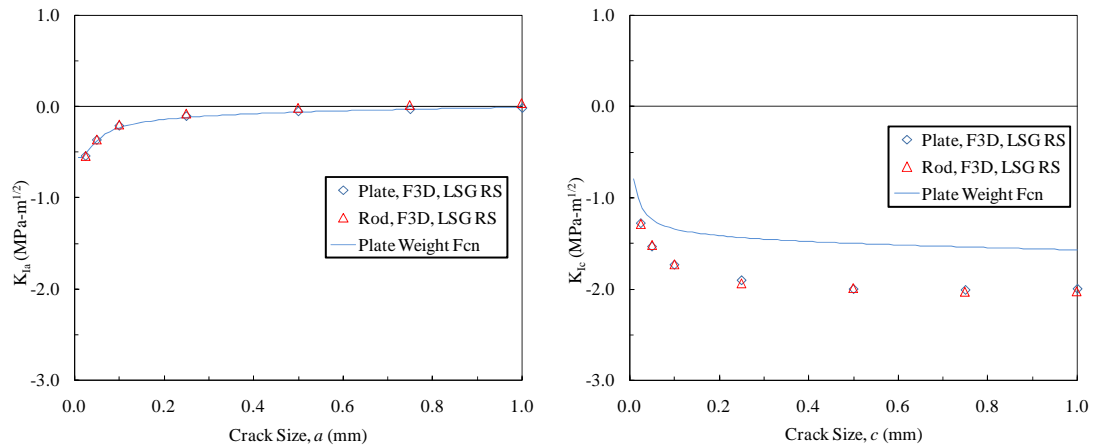 1.0
0.0
-1.0
-2.0
-3.0
K_Ia (MPa-m^1/2)
Plate, F3D, LSG RS
Rod, F3D, LSG RS
Plate Weight Fcn
0.0 0.2 0.4 0.6 0.8 1.0
Crack Size, a (mm)
1.0
0.0
-1.0
-2.0
-3.0
K_Ic (MPa-m^1/2)
Plate, F3D, LSG RS
Rod, F3D, LSG RS
Plate Weight Fcn
0.0 0.2 0.4 0.6 0.8 1.0
Crack Size, c (mm)